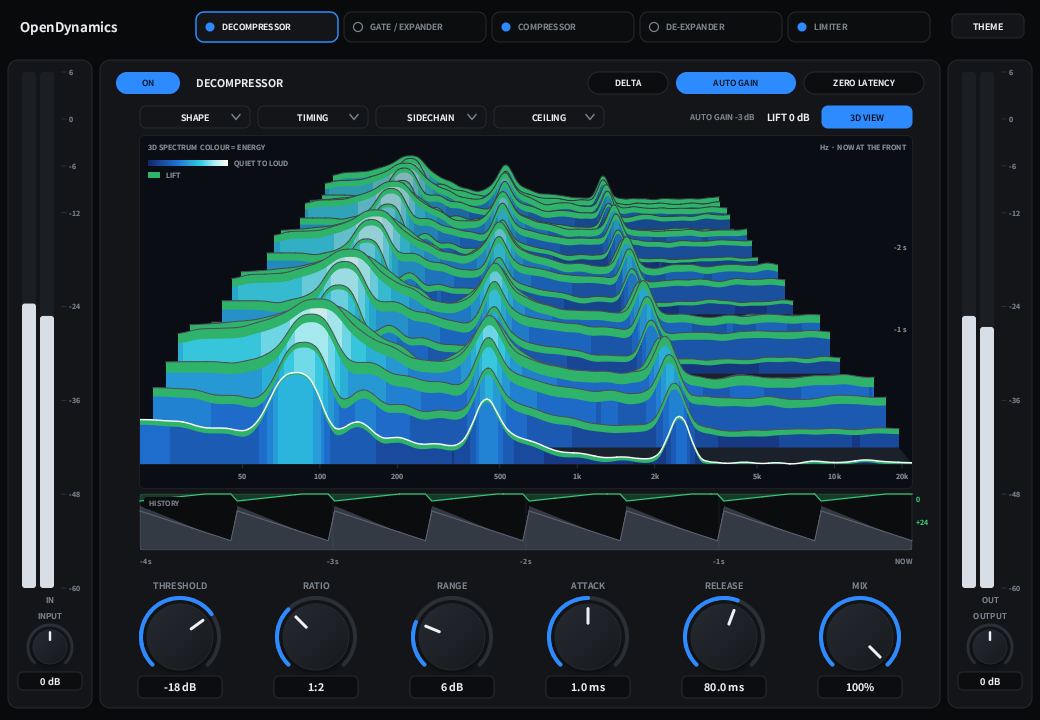 OpenDynamics
DECOMPRESSOR
GATE / EXPANDER
COMPRESSOR
DE-EXPANDER
LIMITER
THEME
ON
DECOMPRESSOR
DELTA
AUTO GAIN
ZERO LATENCY
SHAPE
TIMING
SIDECHAIN
CEILING
AUTO GAIN -3 dB
LIFT 0 dB
3D VIEW
3D SPECTRUM COLOUR = ENERGY
QUIET TO LOUD
LIFT
Hz - NOW AT THE FRONT
-2 s
-1 s
50
100
200
500
1k
2k
5k
10k
20k
HISTORY
0
+24
-4s
-3s
-2s
-1s
NOW
THRESHOLD
RATIO
RANGE
ATTACK
RELEASE
MIX
-18 dB
1:2
6 dB
1.0 ms
80.0 ms
100%
6
0
-6
-12
-24
-36
-48
-60
IN
INPUT
0 dB
6
0
-6
-12
-24
-36
-48
-60
OUT
OUTPUT
0 dB